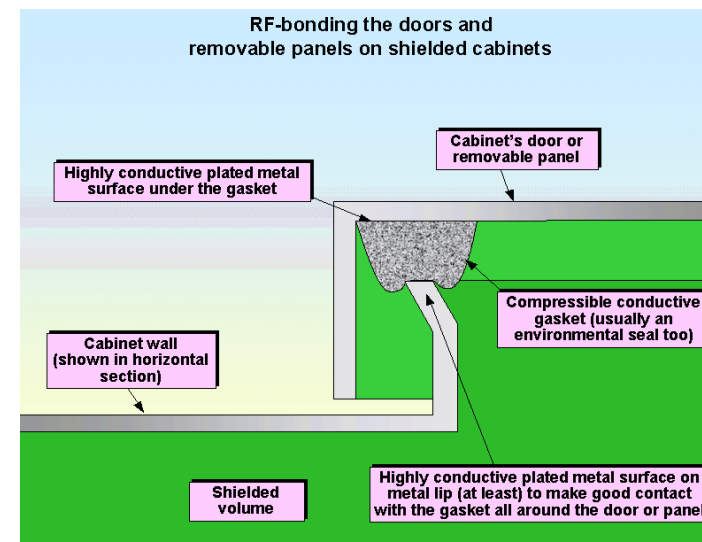 RF-bonding the doors and
removable panels on shielded cabinets
Cabinet's door or
removable panel
Highly conductive plated metal
surface under the gasket
Compressible conductive
gasket (usually an
environmental seal too)
Cabinet wall
(shown in horizontal
section)
Highly conductive plated metal surface on
metal lip (at least) to make good contact
with the gasket all around the door or panel
Shielded
volume